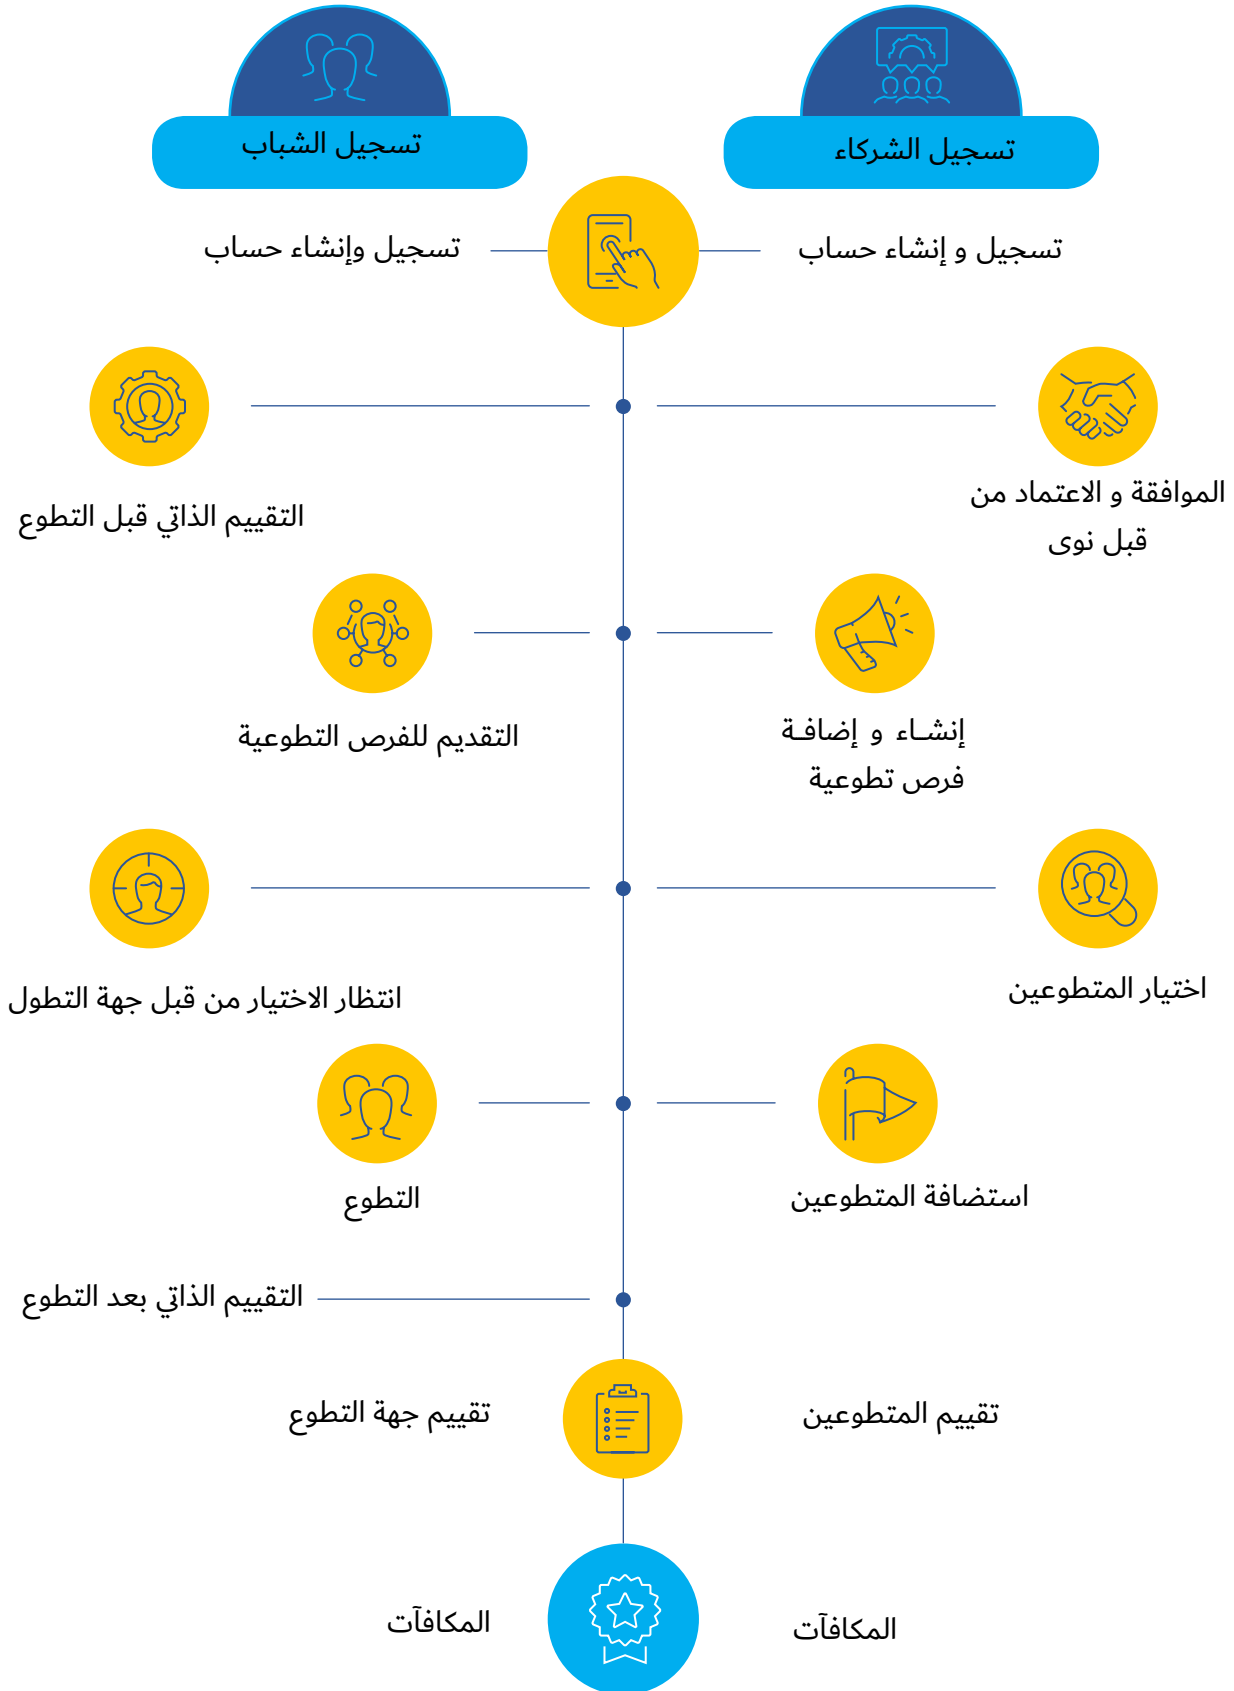 تسجيل الشركاء
تسجيل الشباب
تسجيل و إنشاء حساب
تسجيل وإنشاء حساب
الموافقة و الاعتماد من
قبل نوى
التقييم الذاتي قبل التطوع
إنشـاء و إضافـة
فرص تطوعية
التقديم للفرص التطوعية
اختيار المتطوعين
انتظار الاختيار من قبل جهة التطول
استضافة المتطوعين
التطوع
التقييم الذاتي بعد التطوع
تقييم المتطوعين
تقييم جهة التطوع
المكافآت
المكافآت